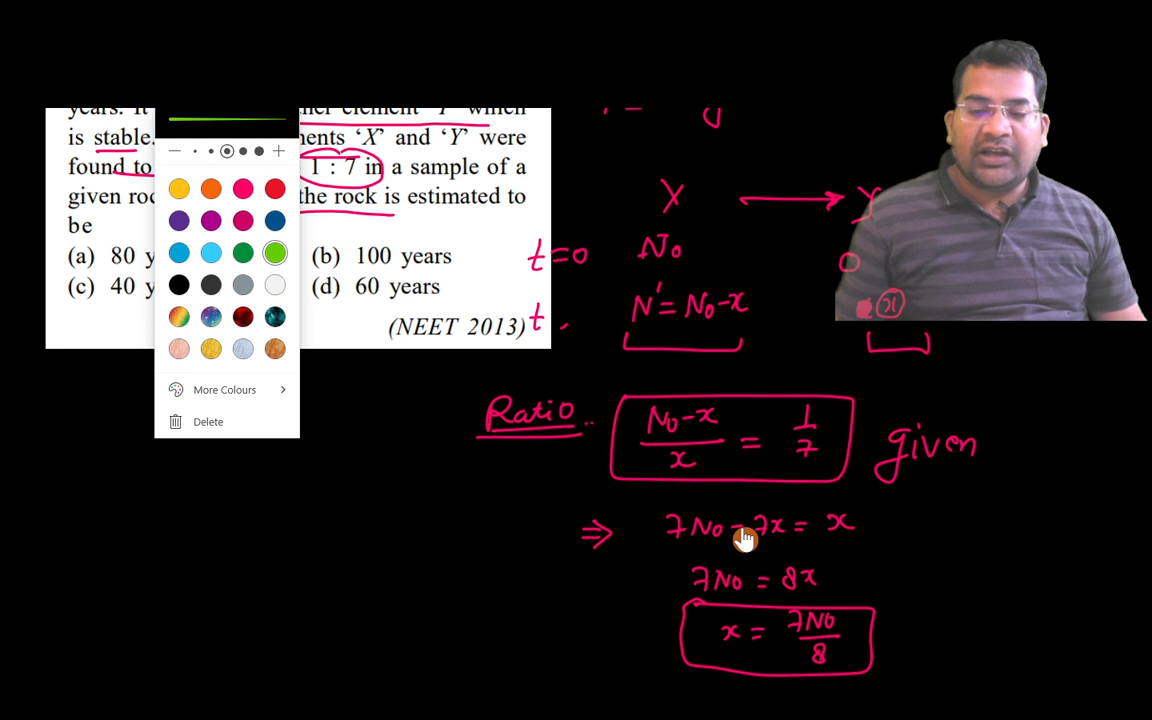 years. It
which
is stable.
ments ‘X’ and ‘Y’ were
found to
1 : 7 in a sample of a
given roc
the rock is estimated to
be
(a) 80 y
(b) 100 years
(c) 40 y
(d) 60 years
(NEET 2013)
X → Y
t=0 N₀ 0
t. N'= N₀-x x
More Colours
Delete
Ratio.. N₀-x / x = 1/7 given
⇒ 7N₀ - 7x = x
7N₀ = 8x
x = 7N₀ / 8